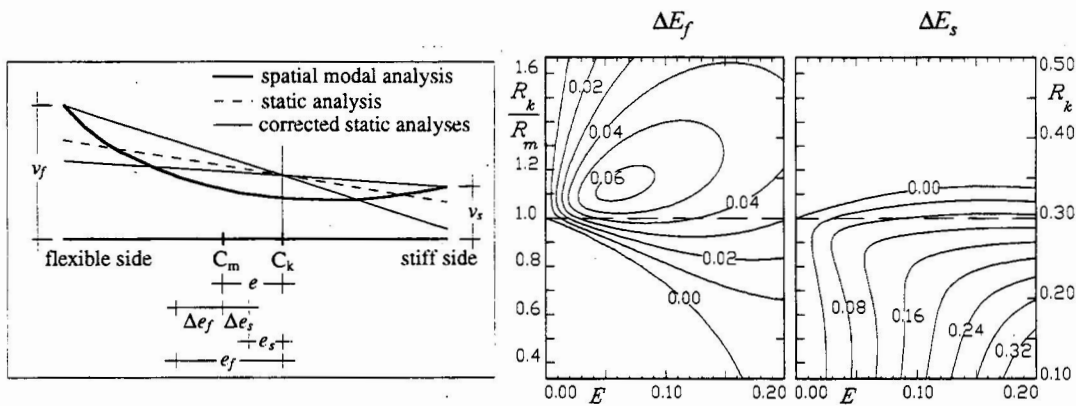 spatial modal analysis
static analysis
corrected static analyses
v_f
v_s
flexible side
C_m
C_k
stiff side
e
Δe_f
Δe_s
e_s
e_f
ΔE_f
1.6
R_k
R_m
1.2
1.0
0.8
0.6
0.4
0.02
0.04
0.06
0.04
0.02
0.00
0.00
E
0.10
0.20
ΔE_s
0.50
R_k
0.40
0.30
0.20
0.10
0.00
0.08
0.16
0.24
0.32
0.00
E
0.10
0.20